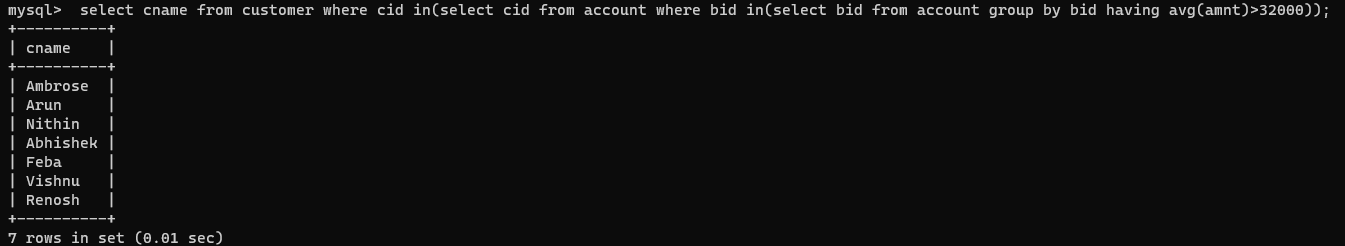 mysql>  select cname from customer where cid in(select cid from account where bid in(select bid from account group by bid having avg(amnt)>32000));
+----------+
| cname    |
+----------+
| Ambrose  |
| Arun     |
| Nithin   |
| Abhishek |
| Feba     |
| Vishnu   |
| Renosh   |
+----------+
7 rows in set (0.01 sec)